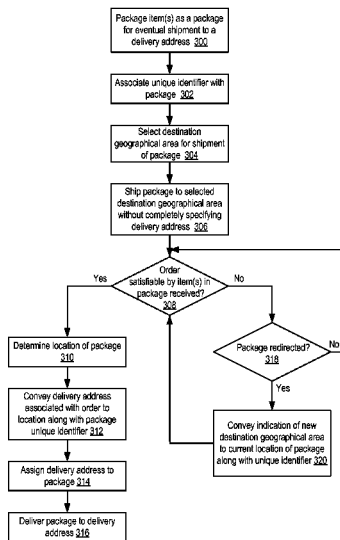 Package item(s) as a package
for eventual shipment to a
delivery address 300
Associate unique identifier with
package 302
Select destination
geographical area for shipment
of package 304
Ship package to selected
destination geographical area
without completely specifying
delivery address 306
Order
satisfiable by item(s) in
package received?
308
Yes
No
Determine location of package
310
Package redirected?
318
No
Convey delivery address
associated with order to
location along with package
unique identifier 312
Yes
Convey indication of new
destination geographical area
to current location of package
along with unique identifier 320
Assign delivery address to
package 314
Deliver package to delivery
address 316